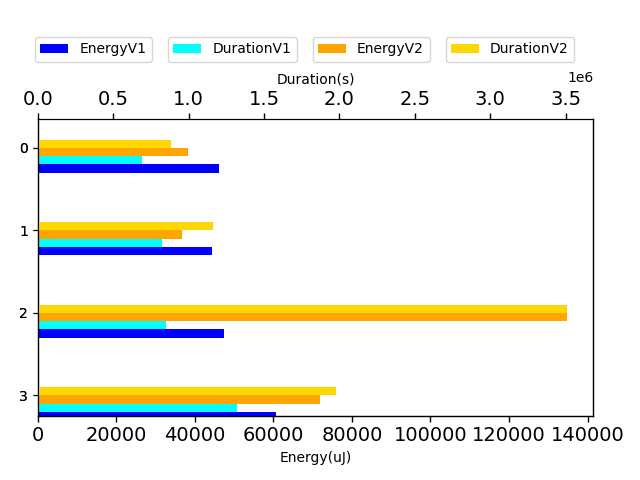 EnergyV1 DurationV1 EnergyV2 DurationV2
Duration(s)
1e6
0.0 0.5 1.0 1.5 2.0 2.5 3.0 3.5
0
1
2
3
0 20000 40000 60000 80000 100000 120000 140000
Energy(uJ)